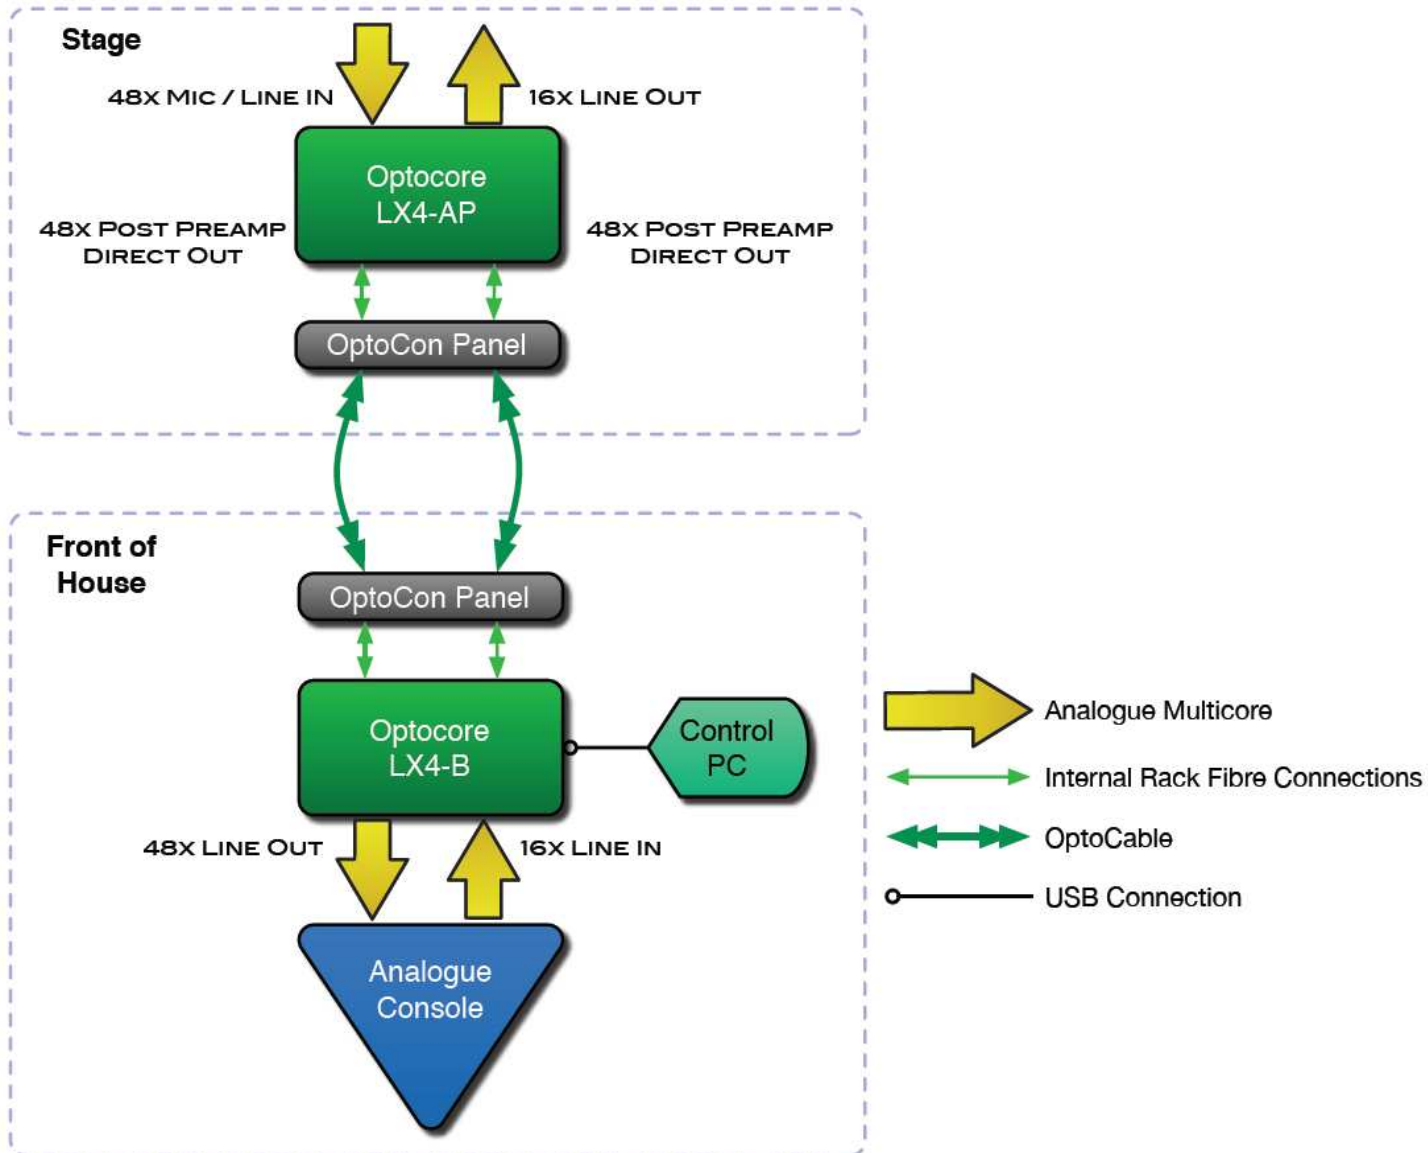 Stage
48x Mic / Line IN
16x Line Out
Optocore
LX4-AP
48x Post Preamp
Direct Out
48x Post Preamp
Direct Out
OptoCon Panel
Front of
House
OptoCon Panel
Optocore
LX4-B
Control
PC
48x Line Out
16x Line In
Analogue
Console
Analogue Multicore
Internal Rack Fibre Connections
OptoCable
USB Connection